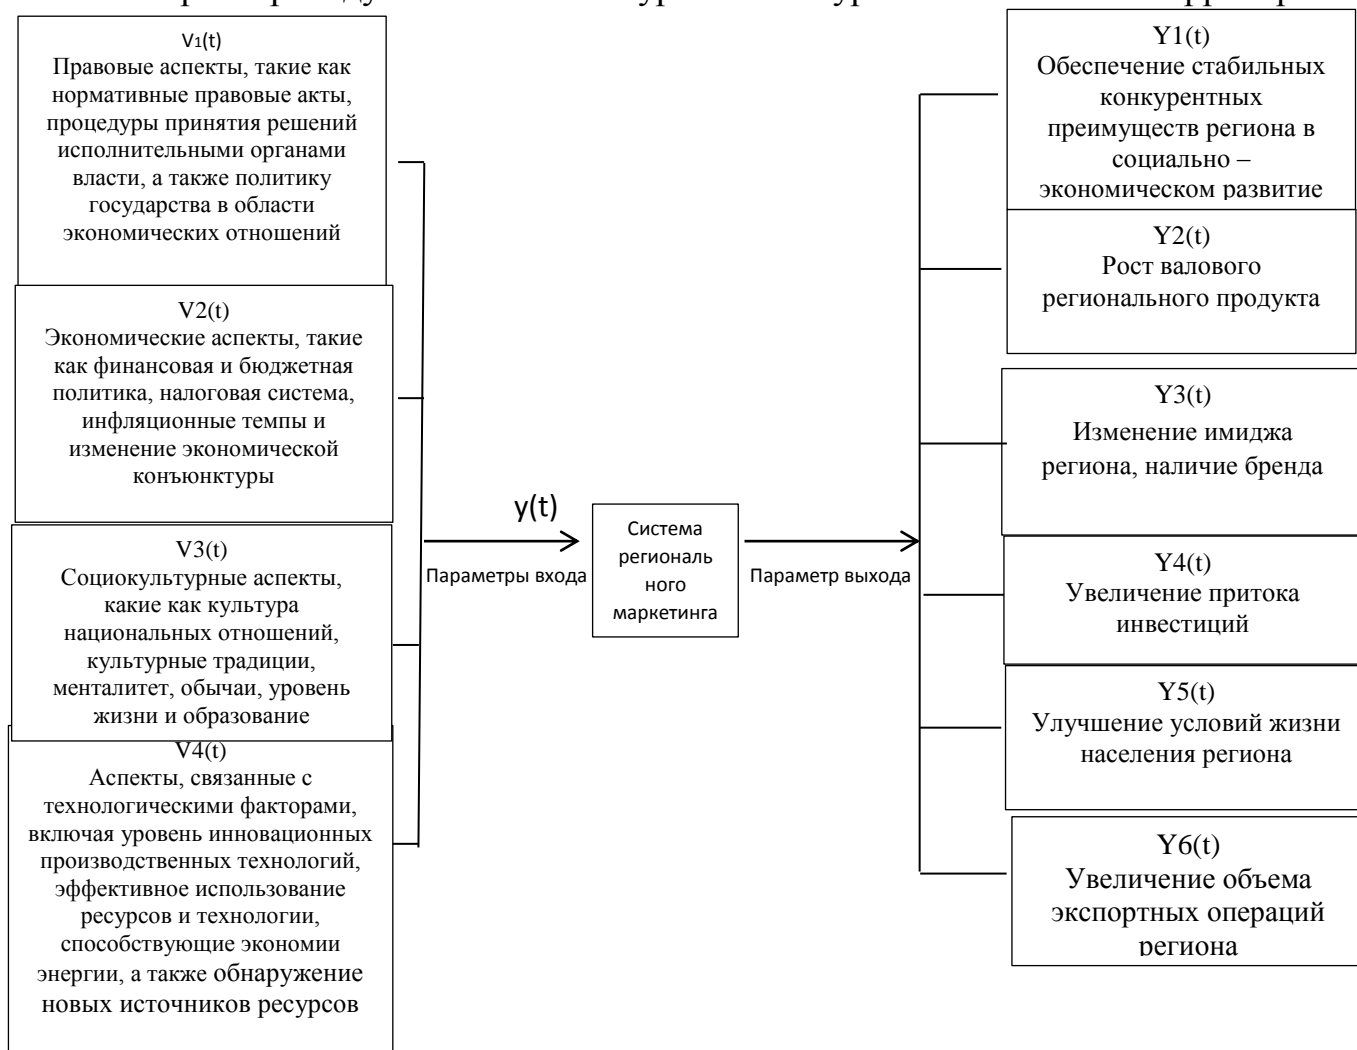 V1(t)
Правовые аспекты, такие как
нормативные правовые акты,
процедуры принятия решений
исполнительными органами
власти, а также политику
государства в области
экономических отношений
V2(t)
Экономические аспекты, такие
как финансовая и бюджетная
политика, налоговая система,
инфляционные темпы и
изменение экономической
конъюнктуры
V3(t)
Социокультурные аспекты,
какие как культура
национальных отношений,
культурные традиции,
менталитет, обычаи, уровень
жизни и образование
V4(t)
Аспекты, связанные с
технологическими факторами,
включая уровень инновационных
производственных технологий,
эффективное использование
ресурсов и технологии,
способствующие экономии
энергии, а также обнаружение
новых источников ресурсов
y(t)
Параметры входа
Система
региональ
ного
маркетинга
Параметр выхода
Y1(t)
Обеспечение стабильных
конкурентных
преимуществ региона в
социально –
экономическом развитие
Y2(t)
Рост валового
регионального продукта
Y3(t)
Изменение имиджа
региона, наличие бренда
Y4(t)
Увеличение притока
инвестиций
Y5(t)
Улучшение условий жизни
населения региона
Y6(t)
Увеличение объема
экспортных операций
региона